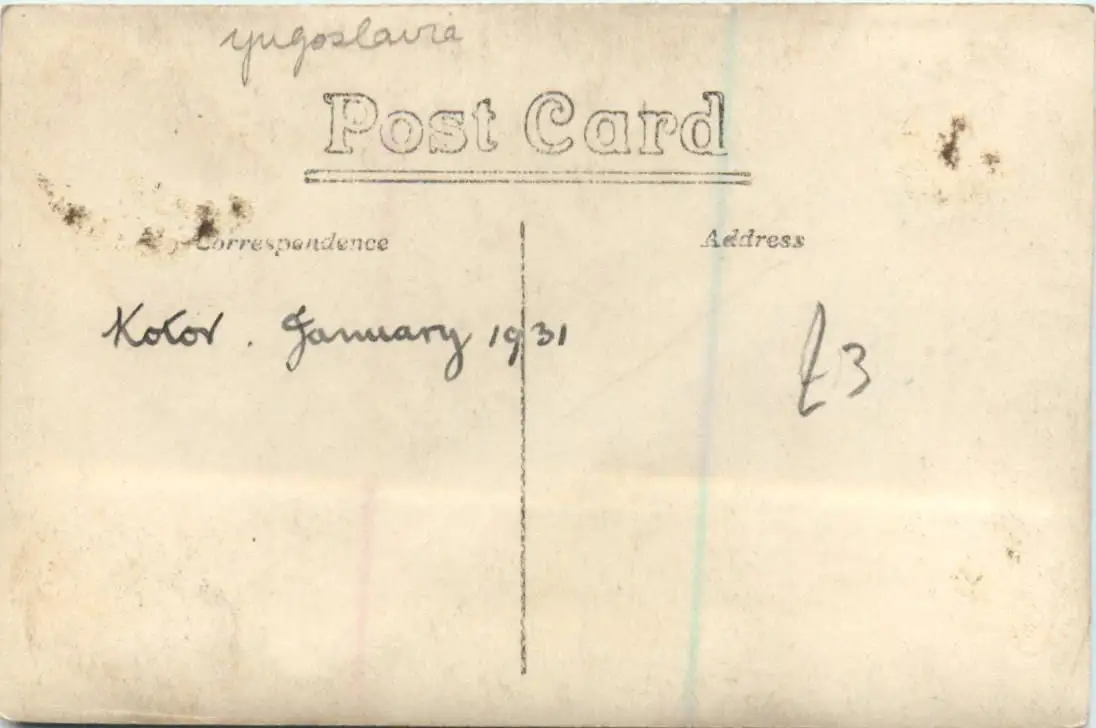 yugoslavia
Post Card
Correspondence
Address
Kotor. January 1931
£3